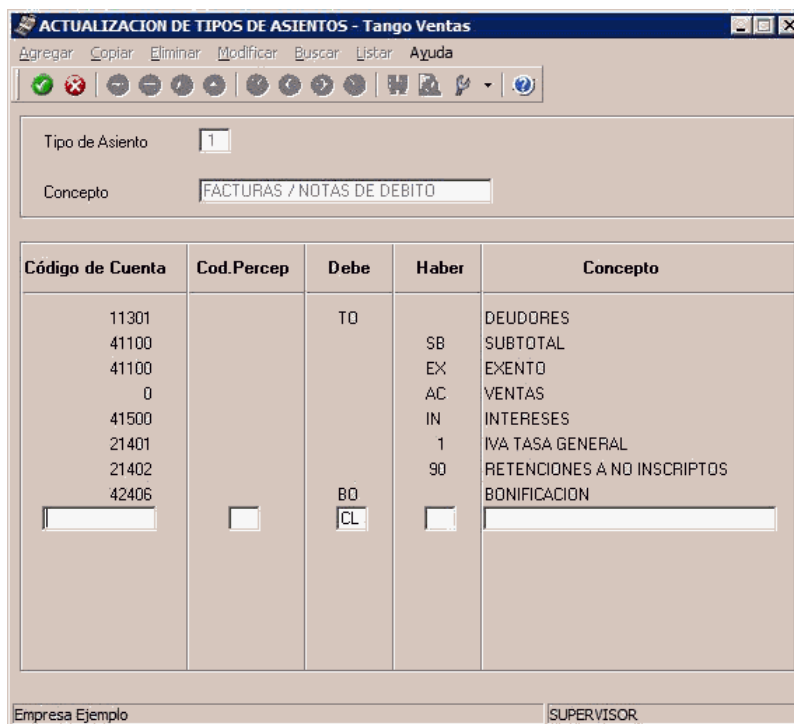 ACTUALIZACION DE TIPOS DE ASIENTOS - Tango Ventas
Agregar Copiar Eliminar Modificar Buscar Listar Ayuda
Tipo de Asiento 1
Concepto FACTURAS / NOTAS DE DEBITO
Código de Cuenta Cod.Percep Debe Haber Concepto
11301 TO DEUDORES
41100 SB SUBTOTAL
41100 EX EXENTO
0 AC VENTAS
41500 IN INTERESES
21401 1 IVA TASA GENERAL
21402 90 RETENCIONES A NO INSCRIPTOS
42406 BO BONIFICACION
CL
Empresa Ejemplo SUPERVISOR